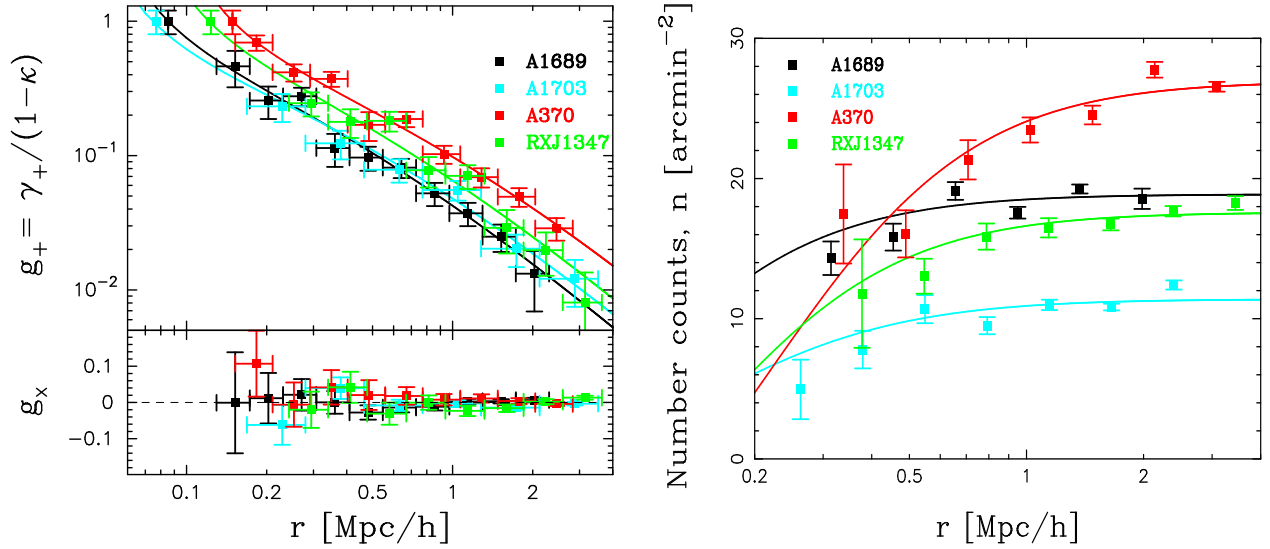 g+ = γ+/(1−κ)
1
10−1
10−2
A1689
A1703
A370
RXJ1347
gx
0.1
0
−0.1
0.1 0.2 0.5 1 2
r [Mpc/h]
Number counts, n [arcmin−2]
30
20
10
0
A1689
A1703
A370
RXJ1347
0.2 0.5 1 2
r [Mpc/h]